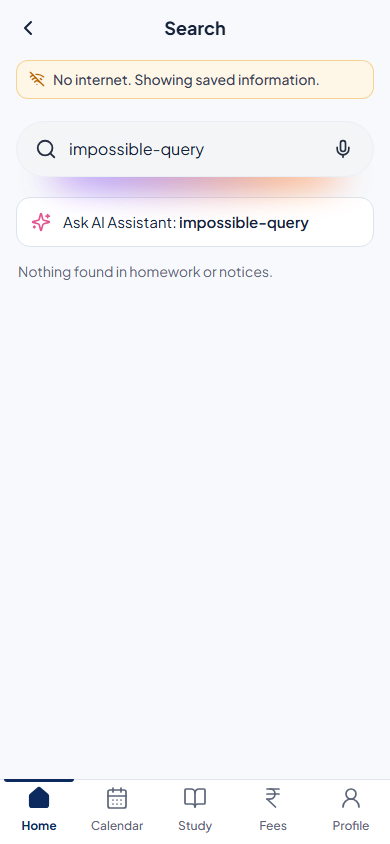 Search
No internet. Showing saved information.
impossible-query
Ask AI Assistant: impossible-query
Nothing found in homework or notices.
Home
Calendar
Study
Fees
Profile